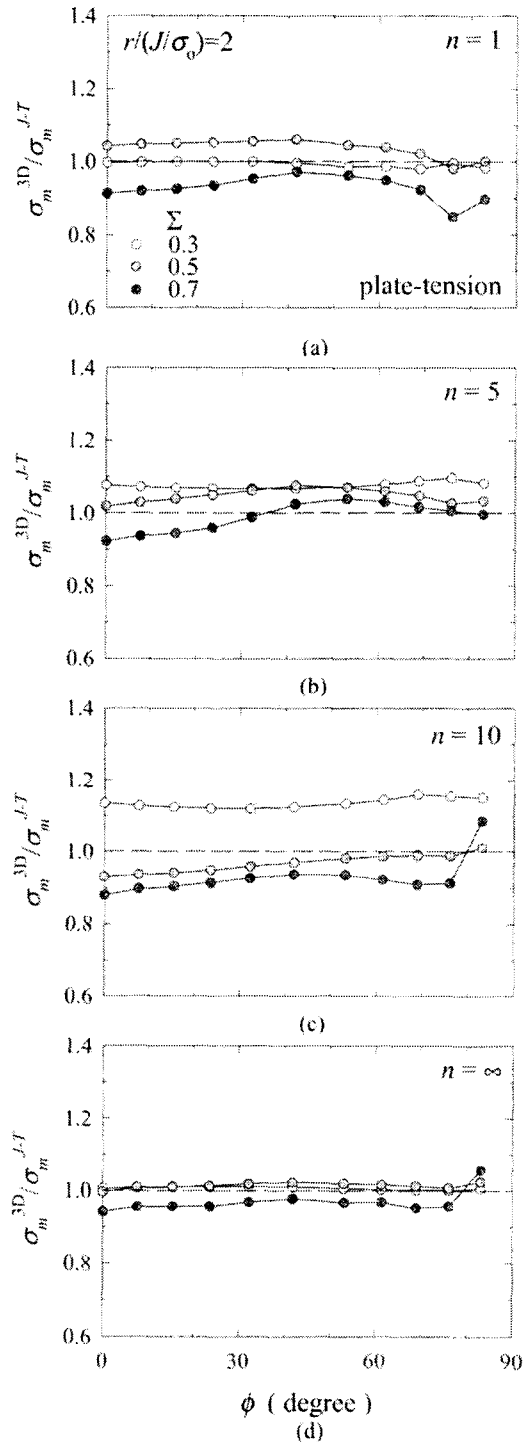 r/(J/σ₀)=2
n = 1
1.4
1.2
1.0
0.8
0.6
σₘ³ᴰ/σₘᴶ⁻ᵀ
Σ
0.3
0.5
0.7
plate-tension
(a)
n = 5
1.4
1.2
1.0
0.8
0.6
σₘ³ᴰ/σₘᴶ⁻ᵀ
(b)
n = 10
1.4
1.2
1.0
0.8
0.6
σₘ³ᴰ/σₘᴶ⁻ᵀ
(c)
n = ∞
1.4
1.2
1.0
0.8
0.6
σₘ³ᴰ/σₘᴶ⁻ᵀ
0 30 60 90
ϕ ( degree )
(d)